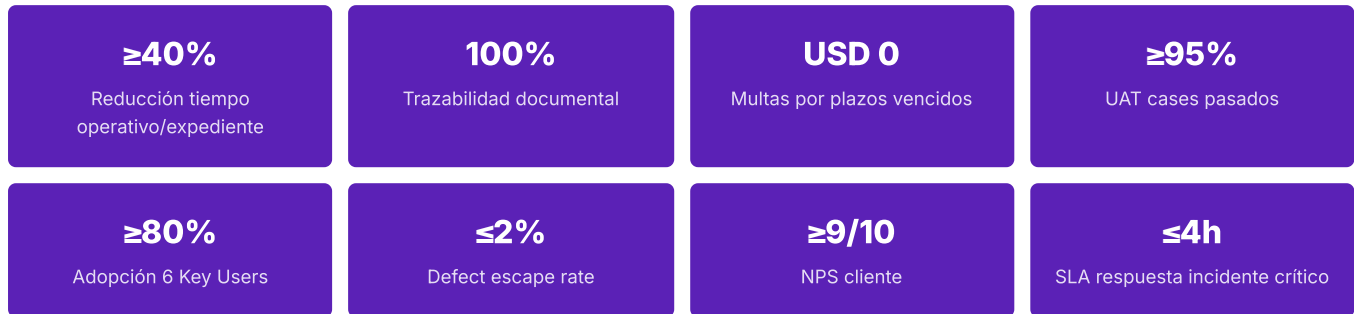 ≥40%
Reducción tiempo
operativo/expediente
100%
Trazabilidad documental
USD 0
Multas por plazos vencidos
≥95%
UAT cases pasados
≥80%
Adopción 6 Key Users
≤2%
Defect escape rate
≥9/10
NPS cliente
≤4h
SLA respuesta incidente crítico